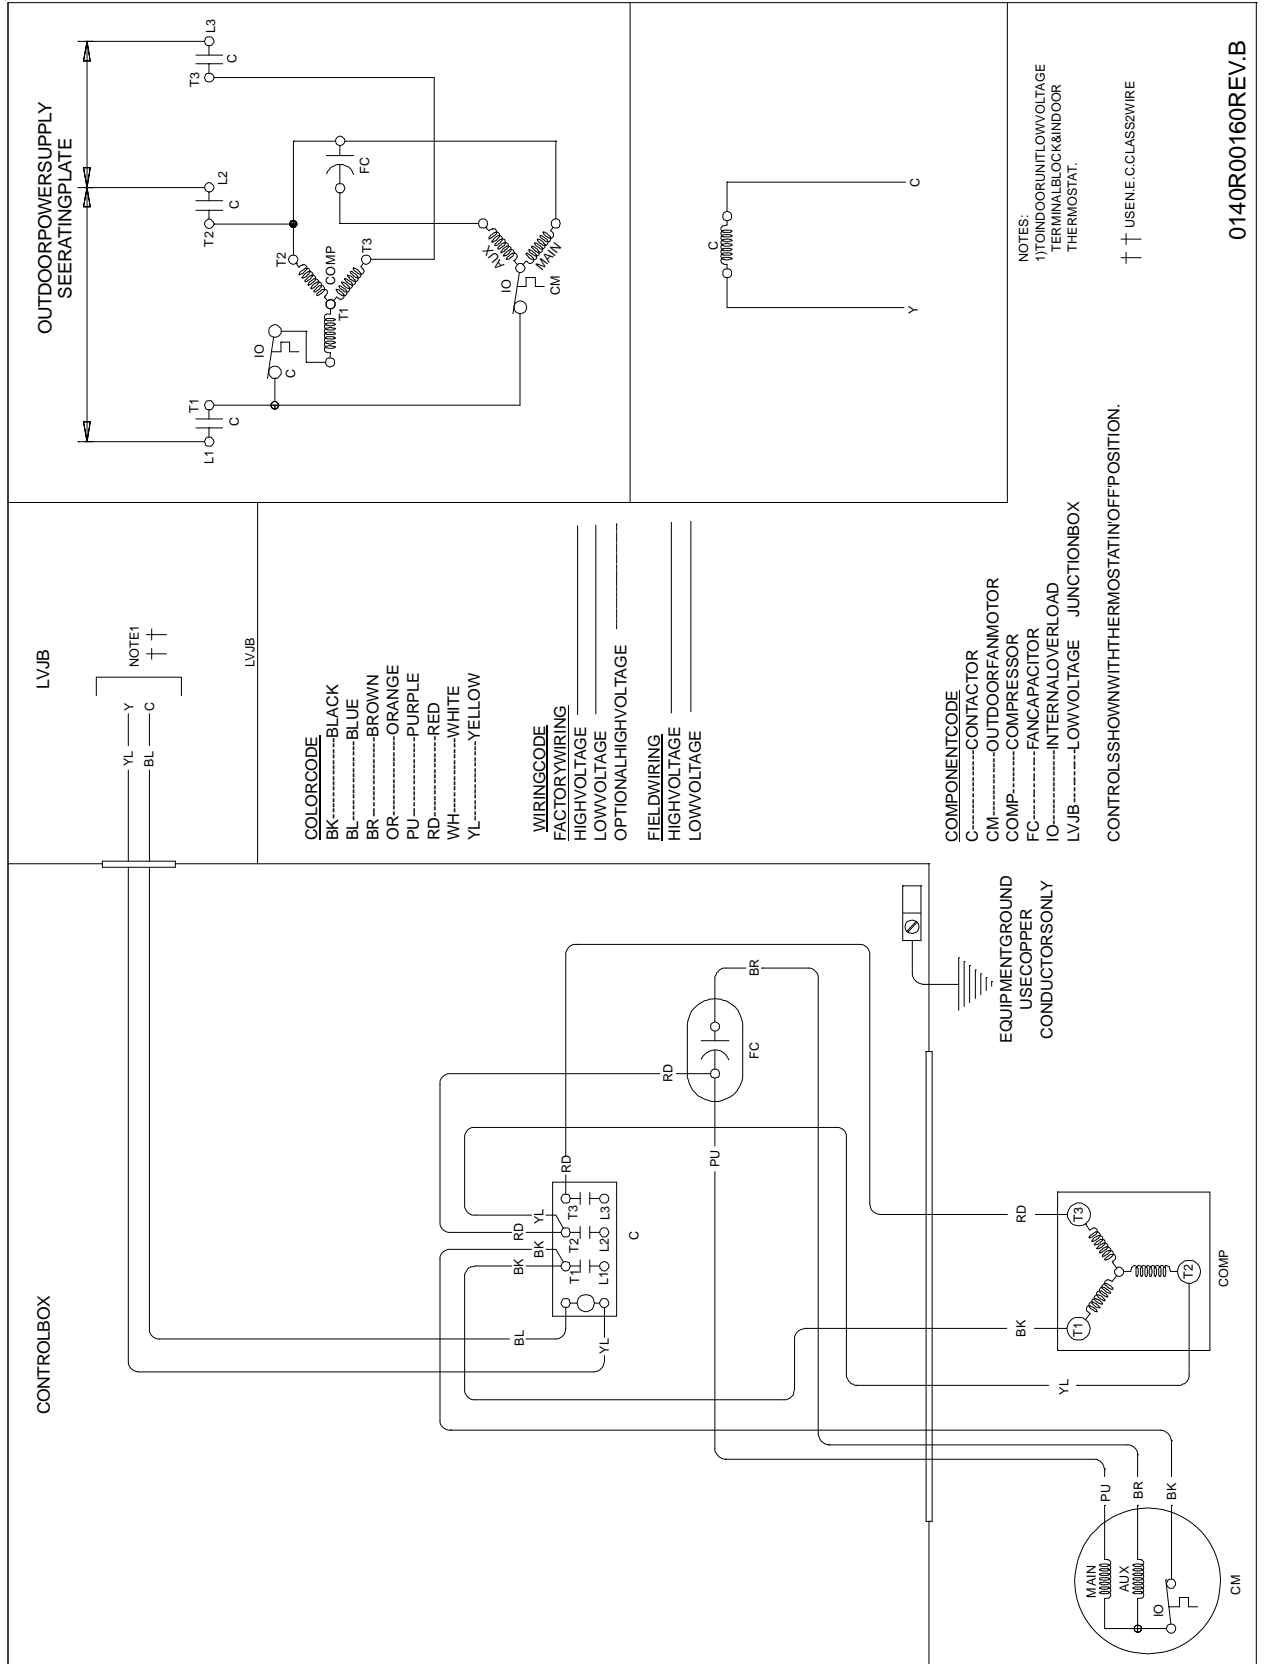 CONTROLBOX
YL
Y
BL
C
LVJB
NOTE1
††
LVJB
BL
YL
BK
BK
RD
YL
RD
T1
T2
T3
L1
L2
L3
C
RD
PU
FC
BR
EQUIPMENTGROUND
USECOPPER
CONDUCTORSONLY
BK
YL
RD
T1
T2
T3
COMP
PU
BR
BK
MAIN
AUX
IO
CM
COLORCODE
BK----------BLACK
BL----------BLUE
BR----------BROWN
OR----------ORANGE
PU----------PURPLE
RD----------RED
WH----------WHITE
YL----------YELLOW
WIRINGCODE
FACTORYWIRING
HIGHVOLTAGE
LOWVOLTAGE
OPTIONALHIGHVOLTAGE
FIELDWIRING
HIGHVOLTAGE
LOWVOLTAGE
COMPONENTCODE
C----------CONTACTOR
CM----------OUTDOORFANMOTOR
COMP--------COMPRESSOR
FC----------FANCAPACITOR
IO----------INTERNALOVERLOAD
LVJB--------LOWVOLTAGE JUNCTIONBOX
CONTROLSSHOWNWITHTHERMOSTATIN'OFF'POSITION.
OUTDOORPOWERSUPPLY
SEERATINGPLATE
L1
T1
C
T2
L2
C
T3
L3
C
IO
C
T2
COMP
T3
T1
FC
AUX
MAIN
IO
CM
C
Y
C
NOTES:
1)TOINDOORUNITLOWVOLTAGE
TERMINALBLOCK&INDOOR
THERMOSTAT.
†† USEN.E.C.CLASS2WIRE
0140R00160REV.B